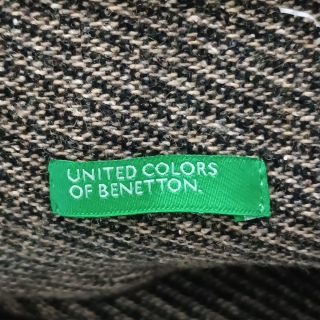 UNITED COLORS
OF BENETTON.